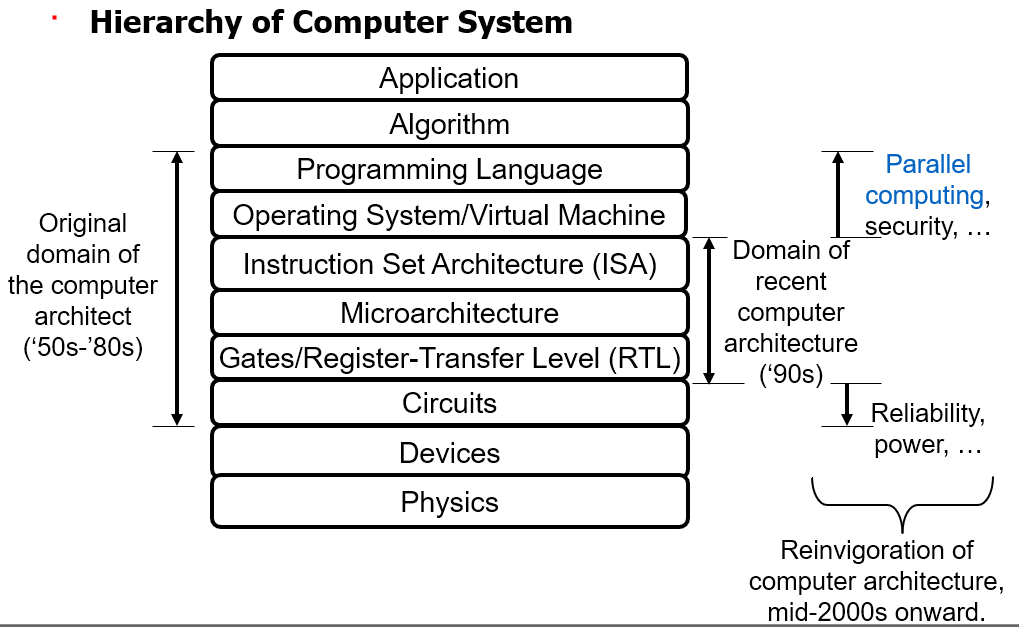 Hierarchy of Computer System
Application
Algorithm
Programming Language
Operating System/Virtual Machine
Instruction Set Architecture (ISA)
Microarchitecture
Gates/Register-Transfer Level (RTL)
Circuits
Devices
Physics
Original
domain of
the computer
architect
(‘50s-’80s)
Domain of
recent
computer
architecture
(‘90s)
Parallel
computing,
security, …
Reliability,
power, …
Reinvigoration of
computer architecture,
mid-2000s onward.